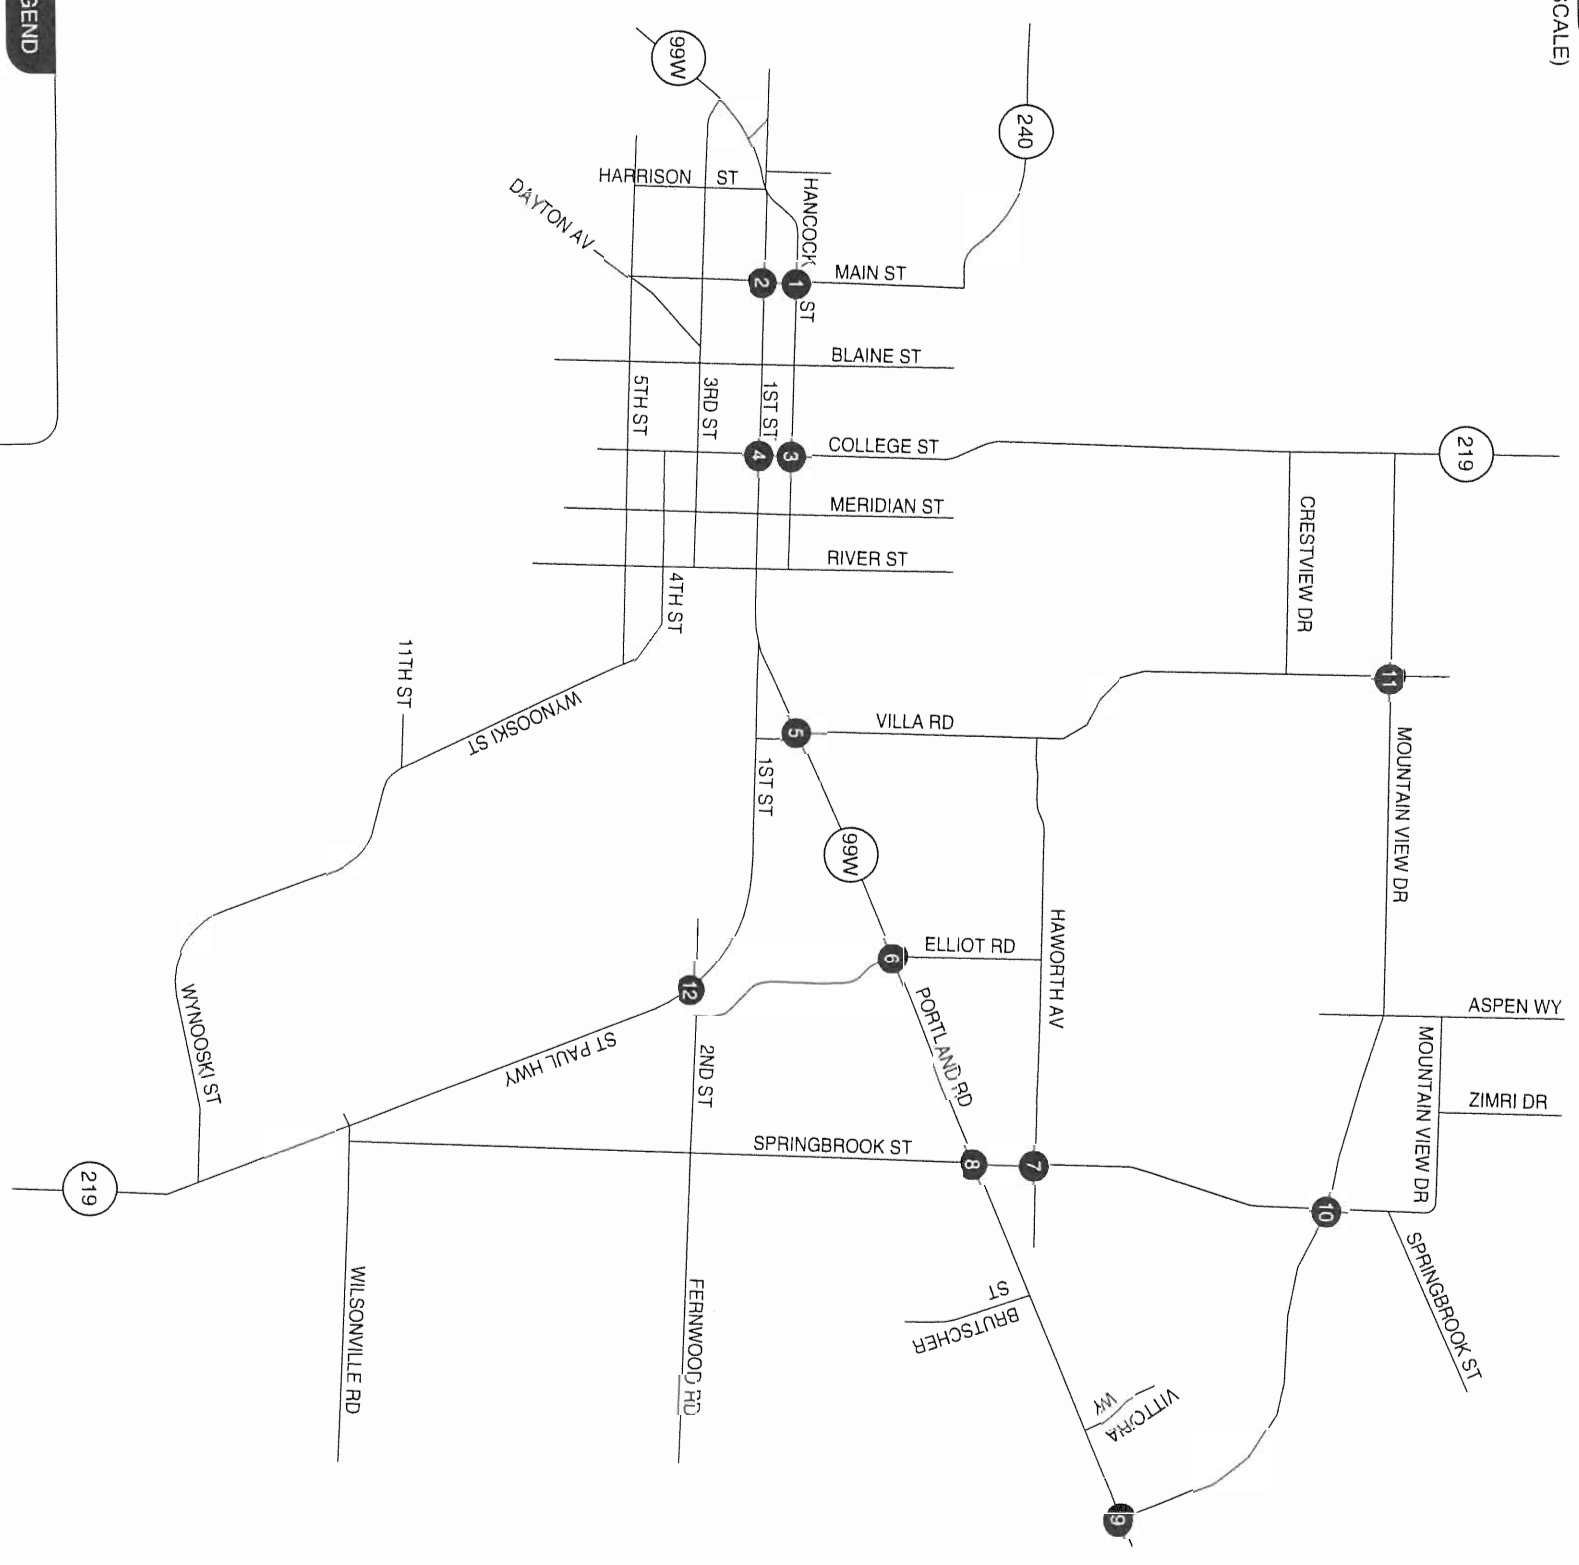 GEND
SCALE)
99W
240
HARRISON ST
HANCOCK ST
DAYTON AV
2
1
MAIN ST
BLAINE ST
5TH ST
3RD ST
1ST ST
4
3
COLLEGE ST
219
MERIDIAN ST
CRESTVIEW DR
RIVER ST
4TH ST
11TH ST
WYNOOSKI ST
11
5
VILLA RD
1ST ST
MOUNTAIN VIEW DR
99W
HAWORTH AV
6
ELLIOT RD
12
PORTLAND RD
WYNOOSKI ST
ST PAUL HWY
2ND ST
ASPEN WY
MOUNTAIN VIEW DR
ZIMRI DR
SPRINGBROOK ST
8
7
219
10
SPRINGBROOK ST
WILSONVILLE RD
FERNWOOD RD
BRUTSCHER
ST
VITTORIA
WY
9